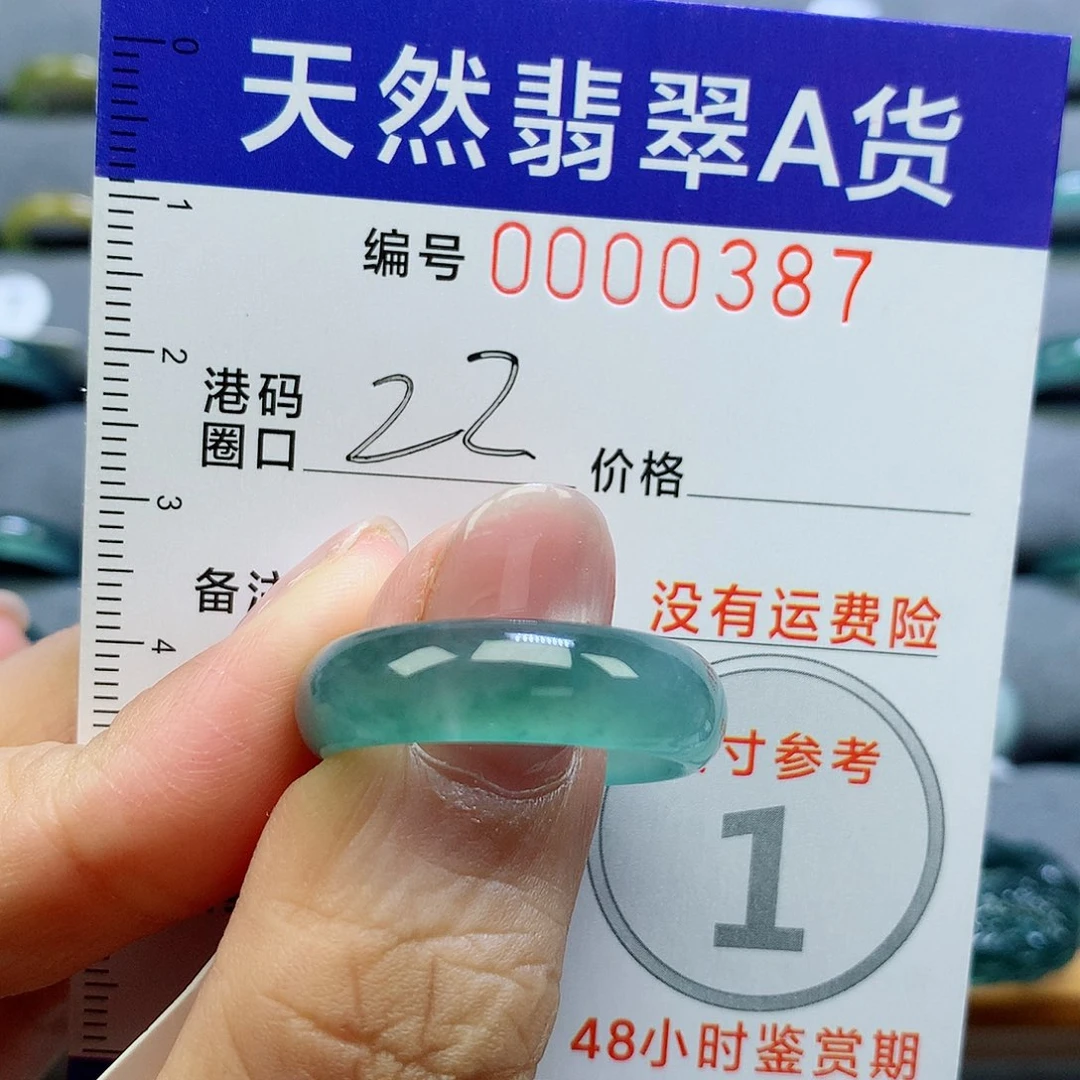 天然翡翠A货
编号 0000387
港码
圈口 22 价格
备
没有运费险
寸参考
1
48小时鉴赏期
0
1
2
3
4